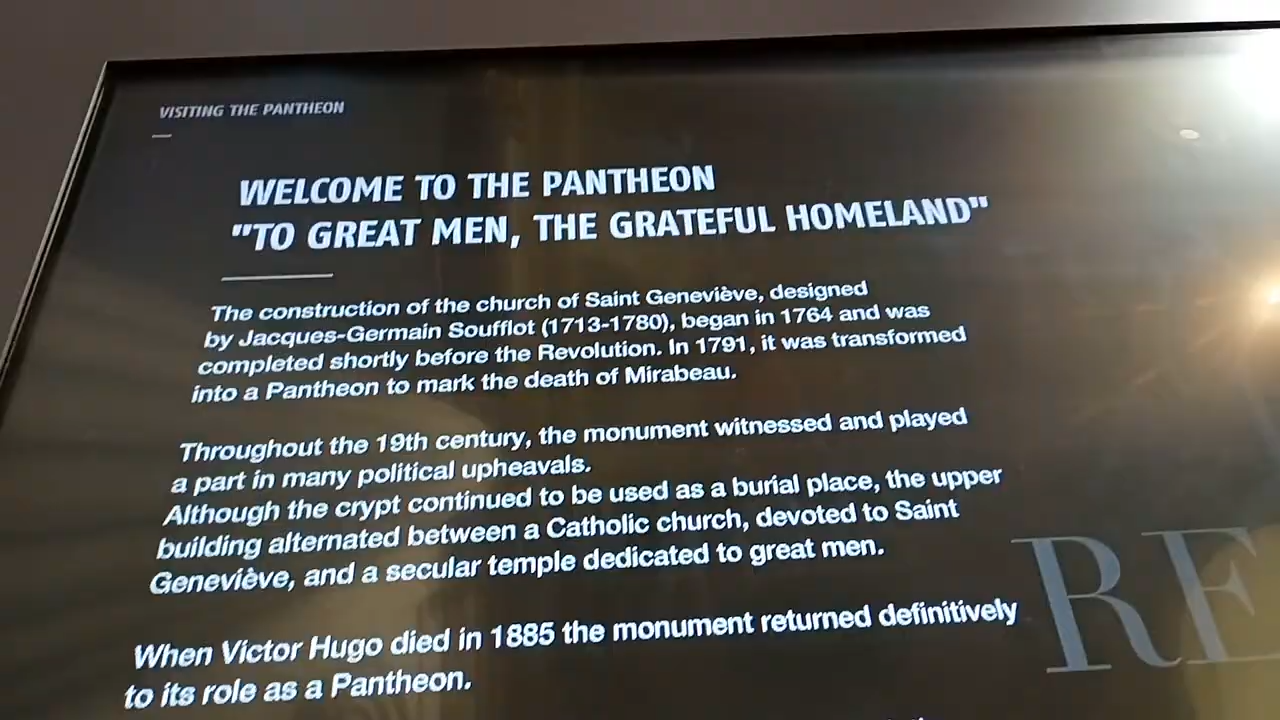 VISITING THE PANTHEON
WELCOME TO THE PANTHEON
"TO GREAT MEN, THE GRATEFUL HOMELAND"
The construction of the church of Saint Geneviève, designed
by Jacques-Germain Soufflot (1713-1780), began in 1764 and was
completed shortly before the Revolution. In 1791, it was transformed
into a Pantheon to mark the death of Mirabeau.
Throughout the 19th century, the monument witnessed and played
a part in many political upheavals.
Although the crypt continued to be used as a burial place, the upper
building alternated between a Catholic church, devoted to Saint
Geneviève, and a secular temple dedicated to great men.
When Victor Hugo died in 1885 the monument returned definitively
to its role as a Pantheon.
RE